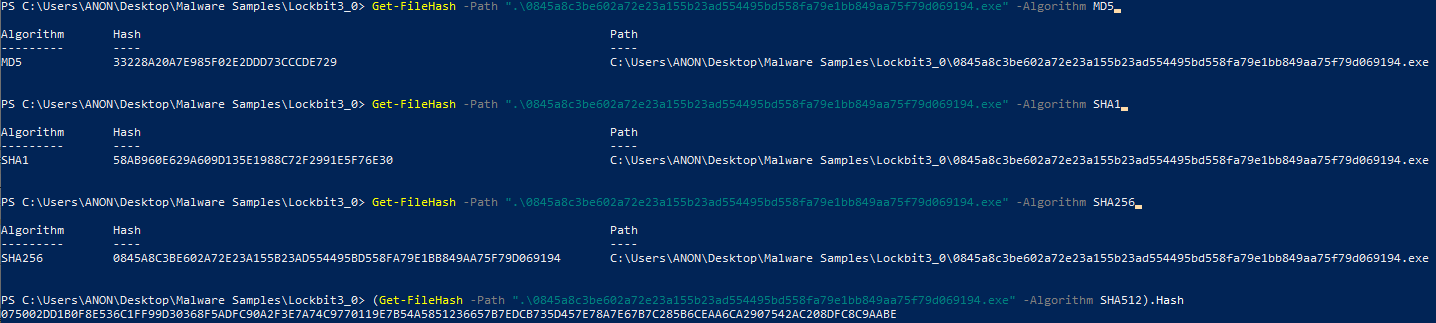 PS C:\Users\ANON\Desktop\Malware Samples\Lockbit3_0> Get-FileHash -Path ".\0845a8c3be602a72e23a155b23ad554495bd558fa79e1bb849aa75f79d069194.exe" -Algorithm MD5
Algorithm Hash Path
--------- ---- ----
MD5 33228A20A7E985F02E2DDD73CCCDE729 C:\Users\ANON\Desktop\Malware Samples\Lockbit3_0\0845a8c3be602a72e23a155b23ad554495bd558fa79e1bb849aa75f79d069194.exe
PS C:\Users\ANON\Desktop\Malware Samples\Lockbit3_0> Get-FileHash -Path ".\0845a8c3be602a72e23a155b23ad554495bd558fa79e1bb849aa75f79d069194.exe" -Algorithm SHA1
Algorithm Hash Path
--------- ---- ----
SHA1 58AB960E629A609D135E1988C72F2991E5F76E30 C:\Users\ANON\Desktop\Malware Samples\Lockbit3_0\0845a8c3be602a72e23a155b23ad554495bd558fa79e1bb849aa75f79d069194.exe
PS C:\Users\ANON\Desktop\Malware Samples\Lockbit3_0> Get-FileHash -Path ".\0845a8c3be602a72e23a155b23ad554495bd558fa79e1bb849aa75f79d069194.exe" -Algorithm SHA256
Algorithm Hash Path
--------- ---- ----
SHA256 0845A8C3BE602A72E23A155B23AD554495BD558FA79E1BB849AA75F79D069194 C:\Users\ANON\Desktop\Malware Samples\Lockbit3_0\0845a8c3be602a72e23a155b23ad554495bd558fa79e1bb849aa75f79d069194.exe
PS C:\Users\ANON\Desktop\Malware Samples\Lockbit3_0> (Get-FileHash -Path ".\0845a8c3be602a72e23a155b23ad554495bd558fa79e1bb849aa75f79d069194.exe" -Algorithm SHA512).Hash
075002DD1B0F8E536C1FF99D30368F5ADFC90A2F3E7A74C9770119E7B54A5851236657B7EDCB735D457E78A7E67B7C285B6CEAA6CA2907542AC208DFC8C9AABE